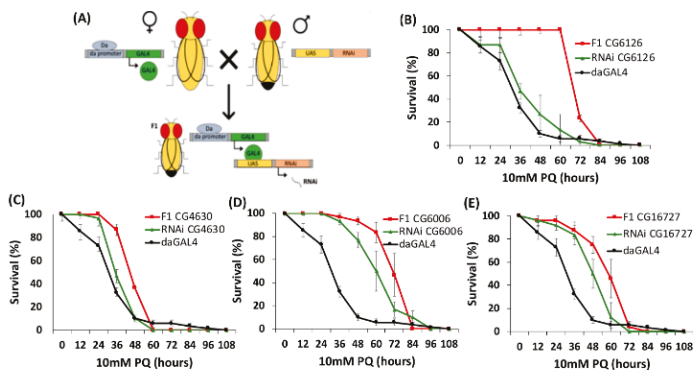 (A)
♀
♂
Da
da promoter
GAL4
GAL4
UAS
RNAi
F1
Da
da promoter
GAL4
GAL4
UAS
RNAi
RNAi
(B)
F1 CG6126
RNAi CG6126
daGAL4
Survival (%)
100
80
60
40
20
0
0 12 24 36 48 60 72 84 96 108
10mM PQ (hours)
(C)
F1 CG4630
RNAi CG4630
daGAL4
Survival (%)
100
80
60
40
20
0
0 12 24 36 48 60 72 84 96 108
10mM PQ (hours)
(D)
F1 CG6006
RNAi CG6006
daGAL4
Survival (%)
100
80
60
40
20
0
0 12 24 36 48 60 72 84 96 108
10mM PQ (hours)
(E)
F1 CG16727
RNAi CG16727
daGAL4
Survival (%)
100
80
60
40
20
0
0 12 24 36 48 60 72 84 96 108
10mM PQ (hours)